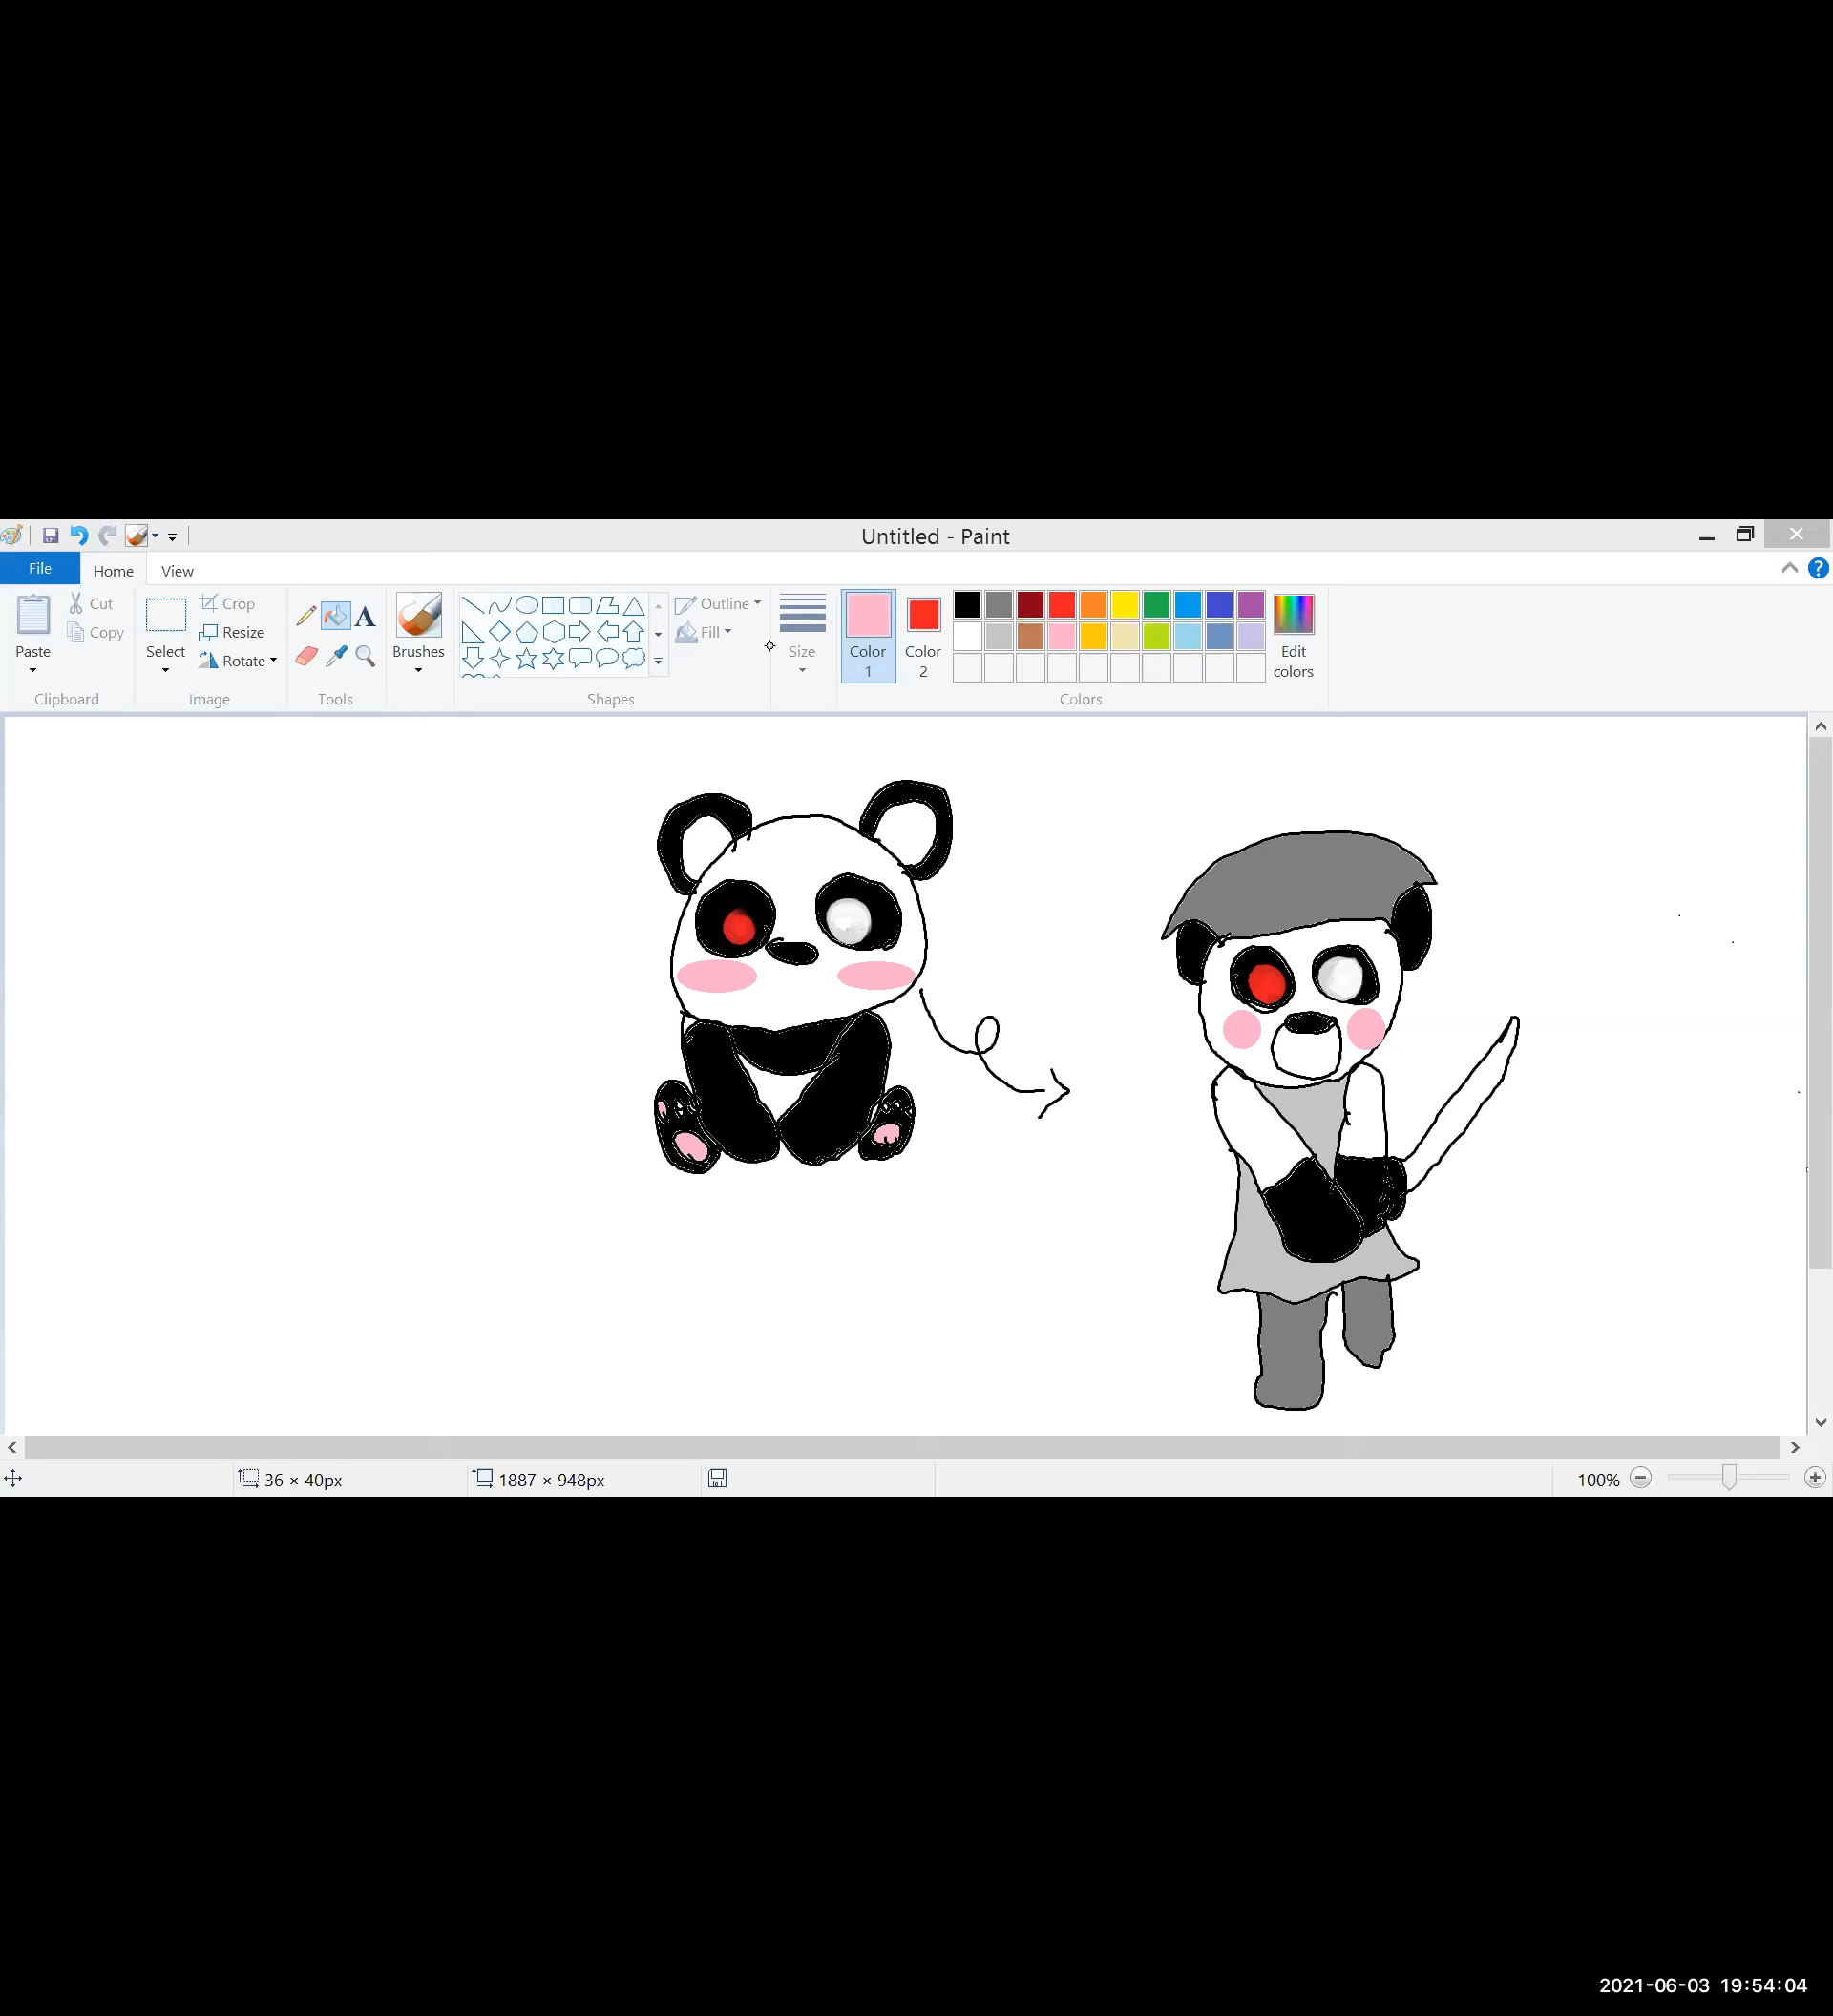 Untitled - Paint
File Home View
Paste
Cut
Copy
Clipboard
Select
Crop
Resize
Rotate
Image
A
Tools
Brushes
Shapes
Outline
Fill
Size
Color
1
Color
2
Colors
Edit
colors
36 × 40px
1887 × 948px
100%
2021-06-03 19:54:04